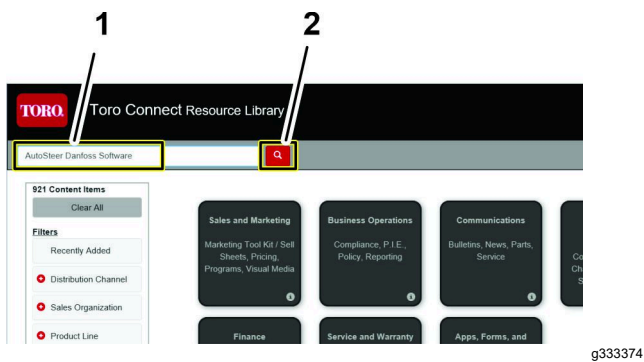 1
2
TORO.
Toro Connect Resource Library
AutoSteer Danfoss Software
921 Content Items
Clear All
Filters
Recently Added
Distribution Channel
Sales Organization
Product Line
Sales and Marketing
Marketing Tool Kit / Sell
Sheets, Pricing,
Programs, Visual Media
Business Operations
Compliance, P.I.E.,
Policy, Reporting
Communications
Bulletins, News, Parts,
Service
Co
Ch
S
Finance
Service and Warranty
Apps, Forms, and
g333374